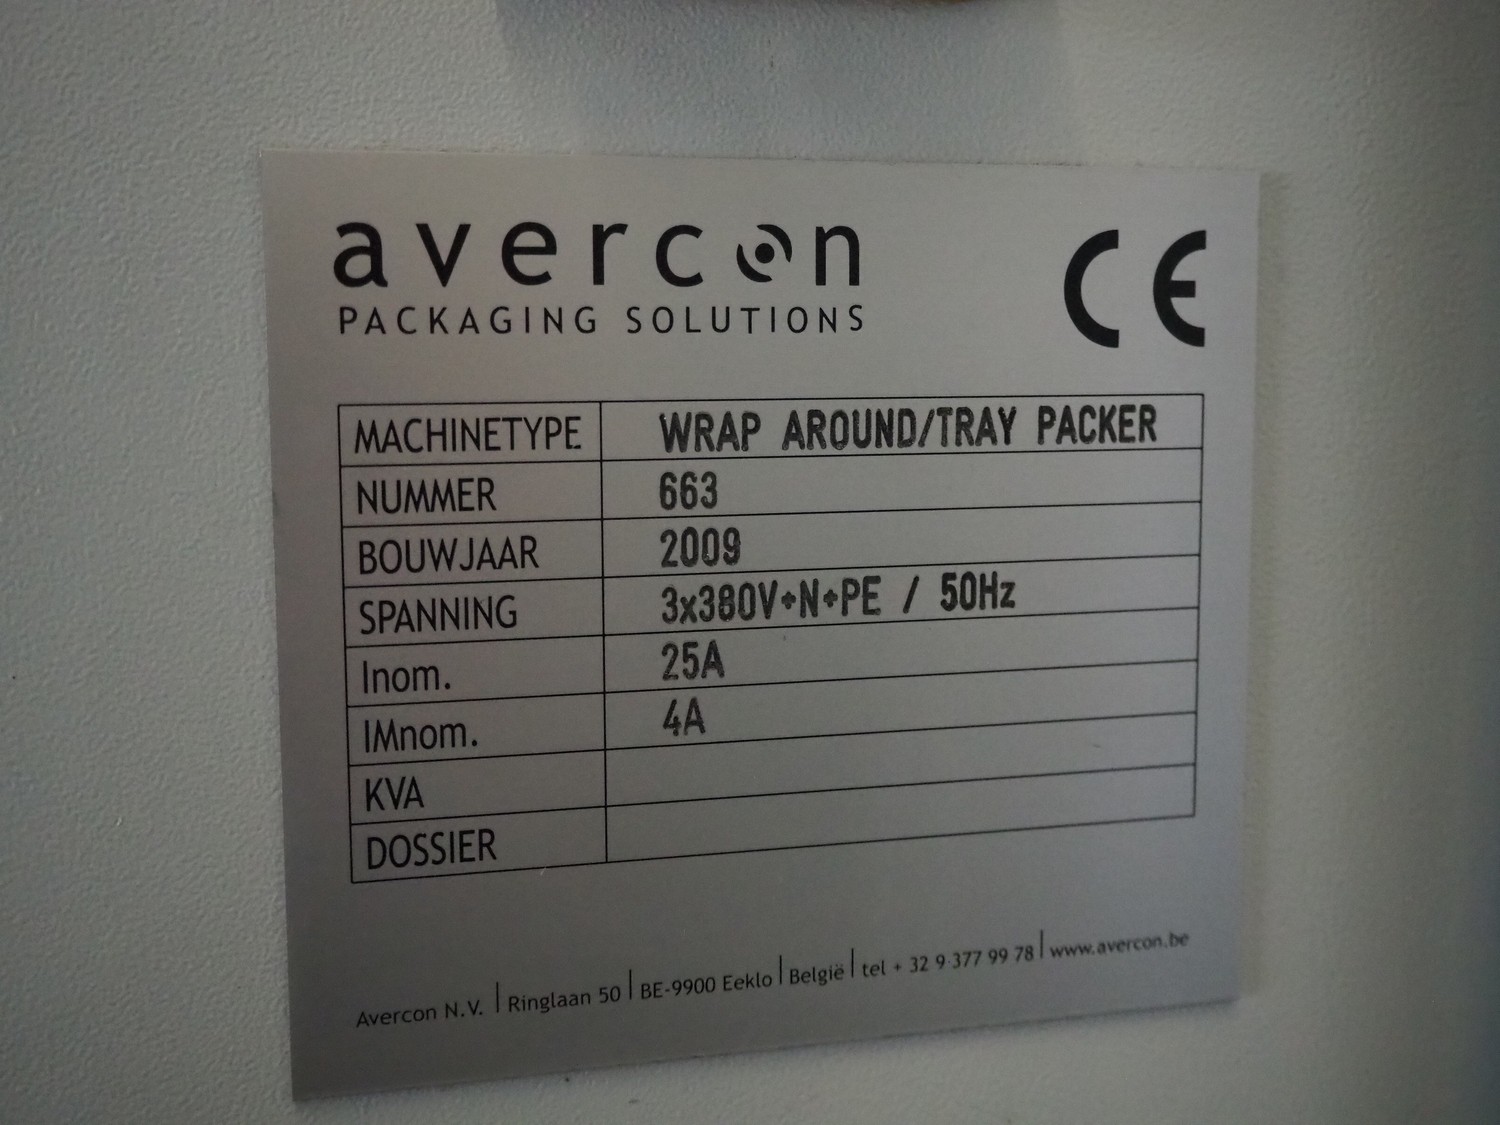 avercon
PACKAGING SOLUTIONS
CE
MACHINETYPE WRAP AROUND/TRAY PACKER
NUMMER 663
BOUWJAAR 2009
SPANNING 3x380V+N+PE / 50Hz
Inom. 25A
IMnom. 4A
KVA
DOSSIER
Avercon N.V. | Ringlaan 50 | BE-9900 Eeklo | België | tel + 32 9 377 99 78 | www.avercon.be